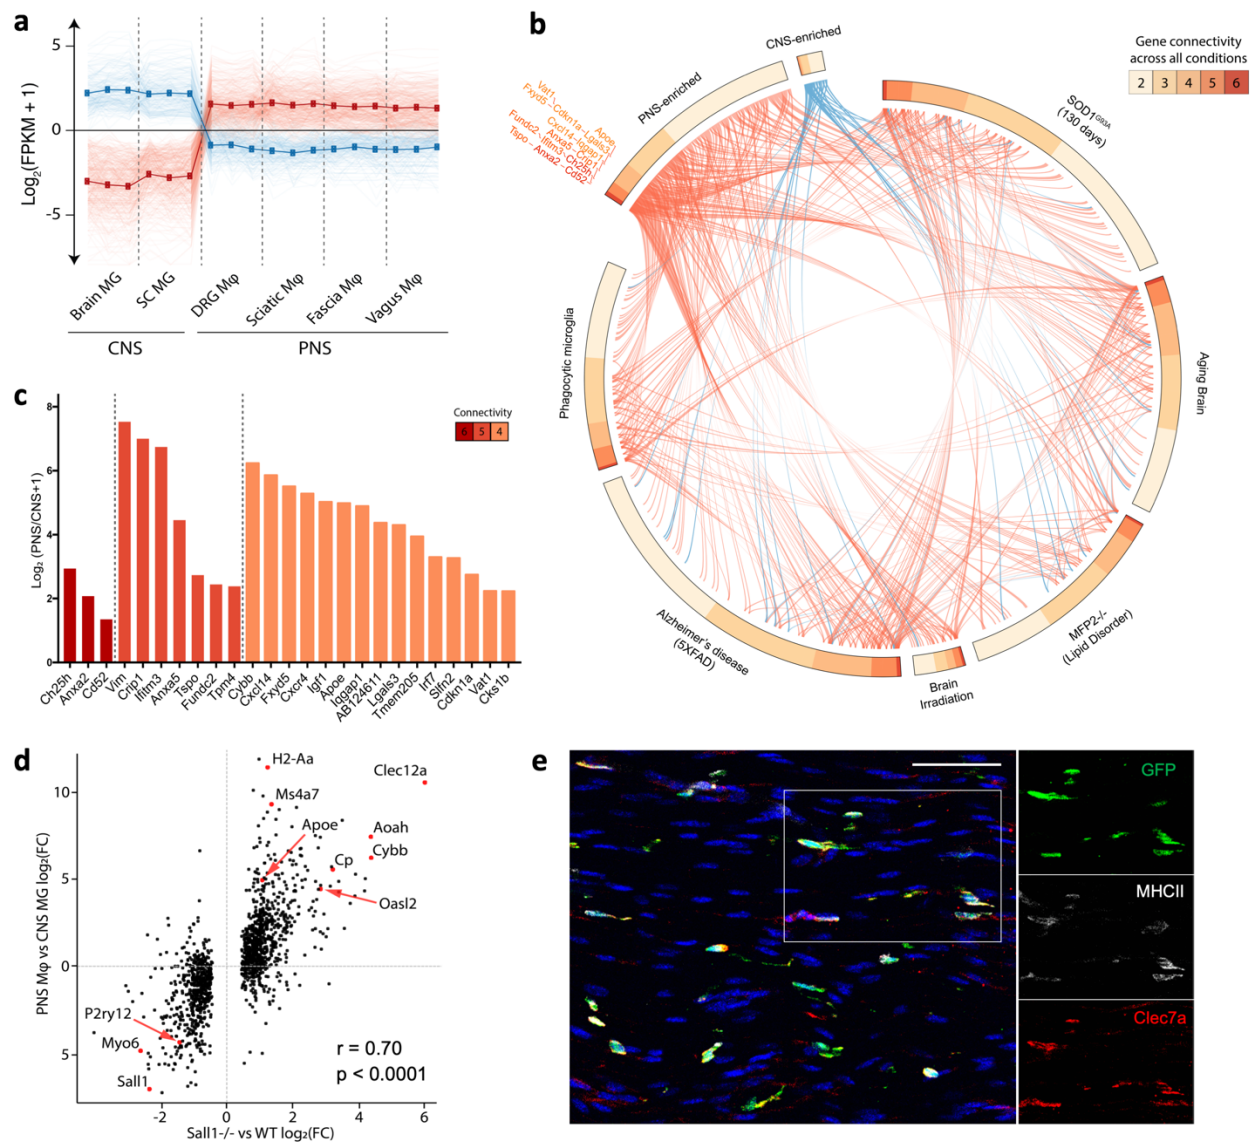 a
5
0
-5
Log2(FPKM + 1)
Brain MG
SC MG
DRG Mφ
Sciatic Mφ
Fascia Mφ
Vagus Mφ
CNS
PNS
b
Gene connectivity
across all conditions
2 3 4 5 6
CNS-enriched
PNS-enriched
SOD1G93A
(130 days)
Aging Brain
MFP2-/-
(Lipid Disorder)
Brain
Irradiation
Alzheimer's disease
(5XFAD)
Phagocytic microglia
Apoe
Vat1 - Cdkn1a - Lgals3
Fxyd5
Cxcl14 - Iqgap1
Anxa5 - Crip1
Fundc2 - Ifitm3 - Ch25h
Tspo - Anxa2 - Cd52
c
Connectivity
6 5 4
8
6
4
2
0
Log2 (PNS/CNS+1)
Ch25h
Anxa2
Cd52
Vim
Crip1
Ifitm3
Anxa5
Tspo
Fundc2
Tpm4
Cybb
Cxcl14
Fxyd5
Cxcr4
Igf1
Apoe
Iqgap1
AB124611
Lgals3
Tmem205
Irf7
Slfn2
Cdkn1a
Vat1
Cks1b
d
10
5
0
5
PNS Mφ vs CNS MG log2(FC)
H2-Aa
Clec12a
Ms4a7
Apoe
Aoah
Cybb
Cp
Oasl2
P2ry12
Myo6
Sall1
r = 0.70
p < 0.0001
-2 0 2 4 6
Sall1-/- vs WT log2(FC)
e
GFP
MHCII
Clec7a